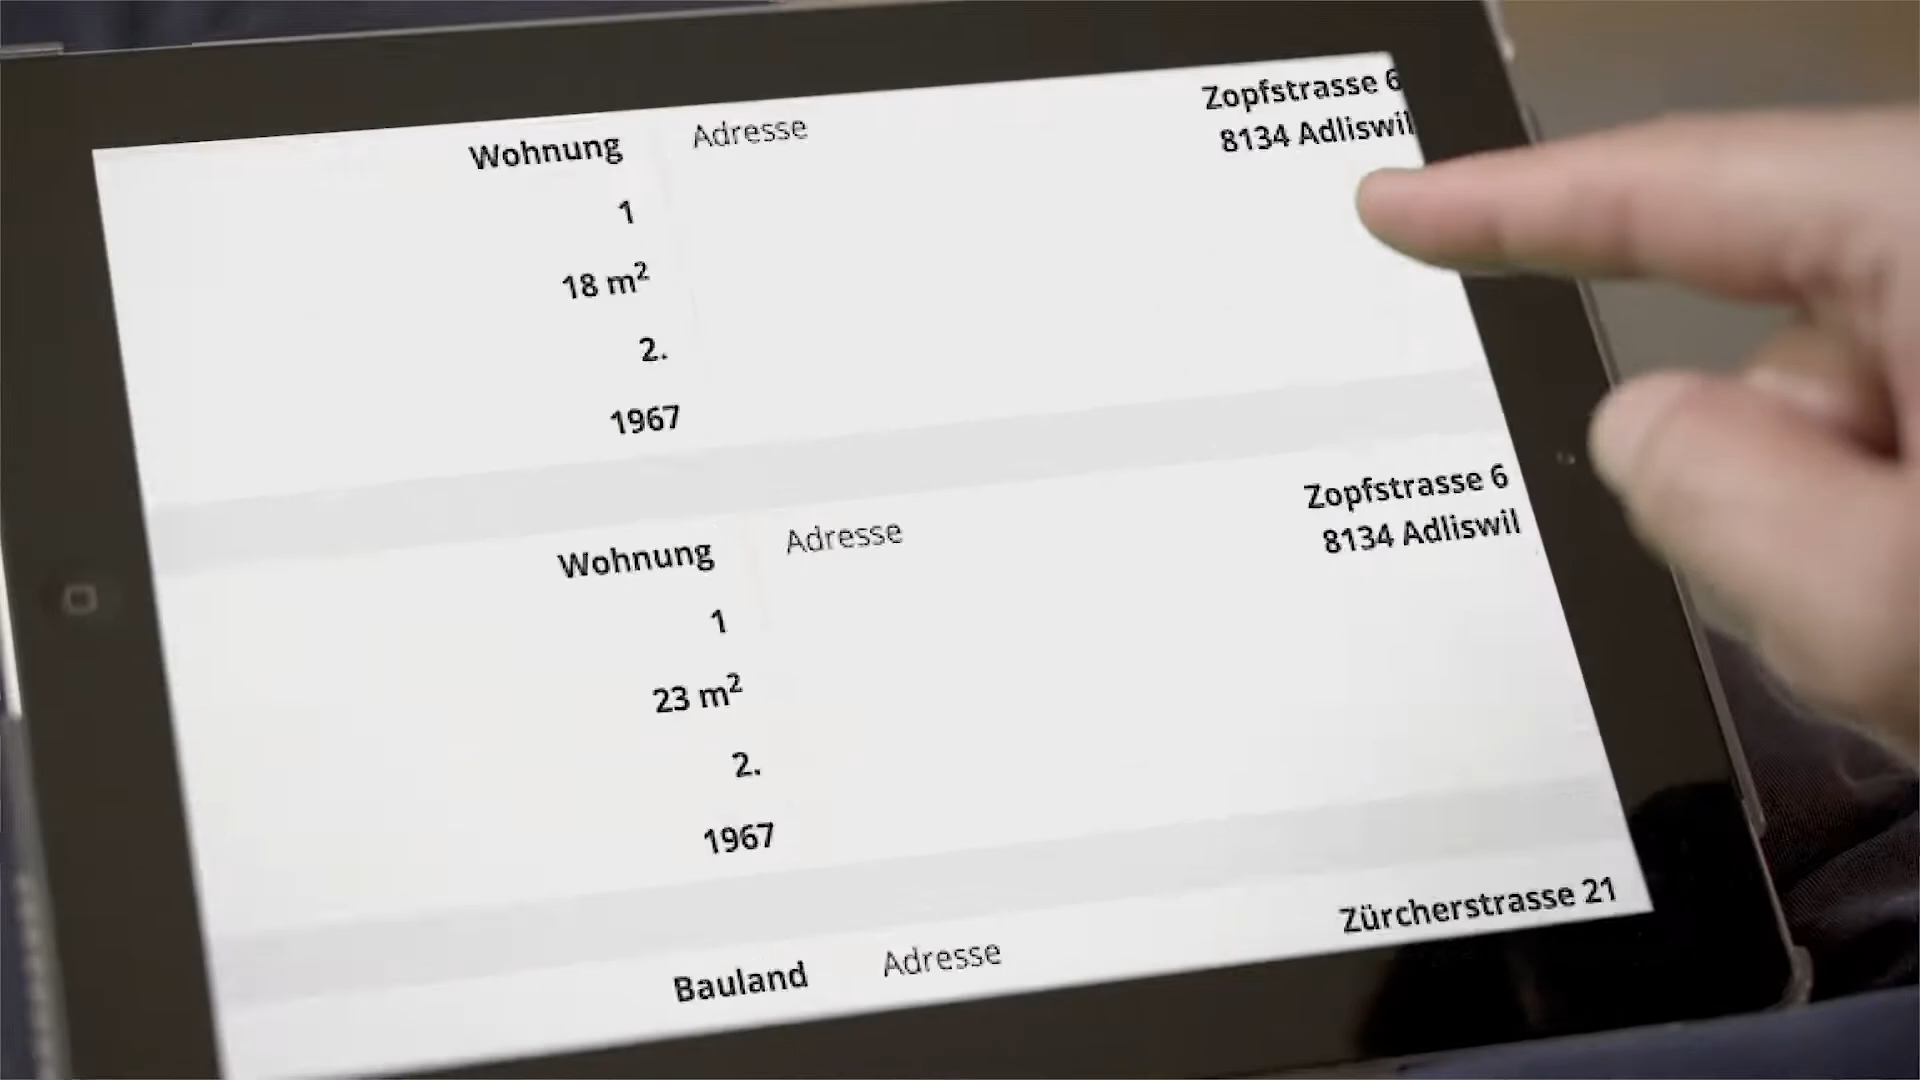 Wohnung
Adresse
Zopfstrasse 6
8134 Adliswil
1
18 m²
2.
1967
Wohnung
Adresse
Zopfstrasse 6
8134 Adliswil
1
23 m²
2.
1967
Bauland
Adresse
Zürcherstrasse 21